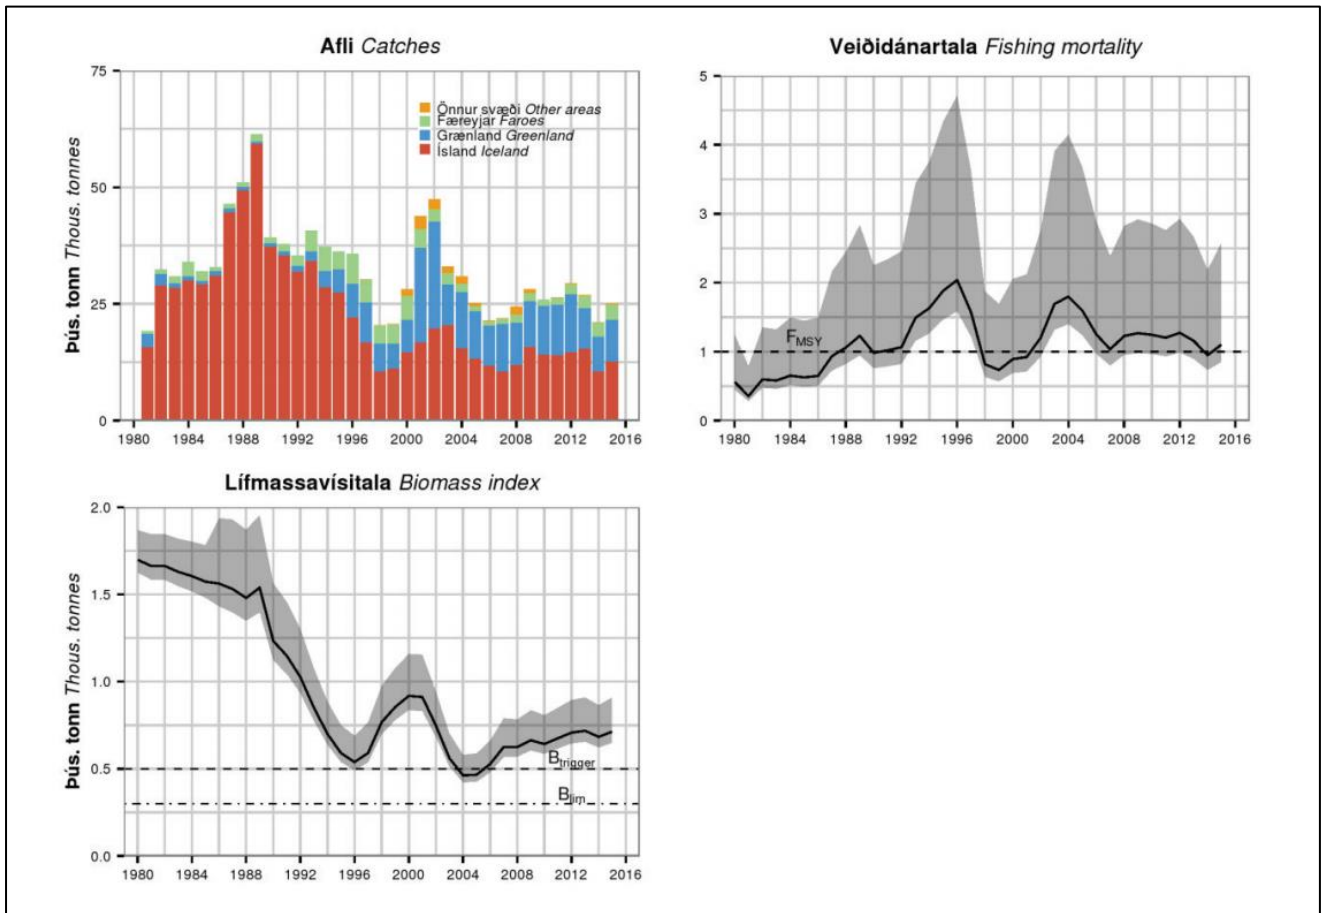 Afli Catches
75
50
25
0
Þús. tonn Thous. tonnes
Önnur svæði Other areas
Færeyjar Faroes
Grænland Greenland
Ísland Iceland
1980 1984 1988 1992 1996 2000 2004 2008 2012 2016
Veiðidánartala Fishing mortality
5
4
3
2
1
0
FMSY
1980 1984 1988 1992 1996 2000 2004 2008 2012 2016
Lífmassavísitala Biomass index
2.0
1.5
1.0
0.5
0.0
Þús. tonn Thous. tonnes
Btrigger
Blim
1980 1984 1988 1992 1996 2000 2004 2008 2012 2016